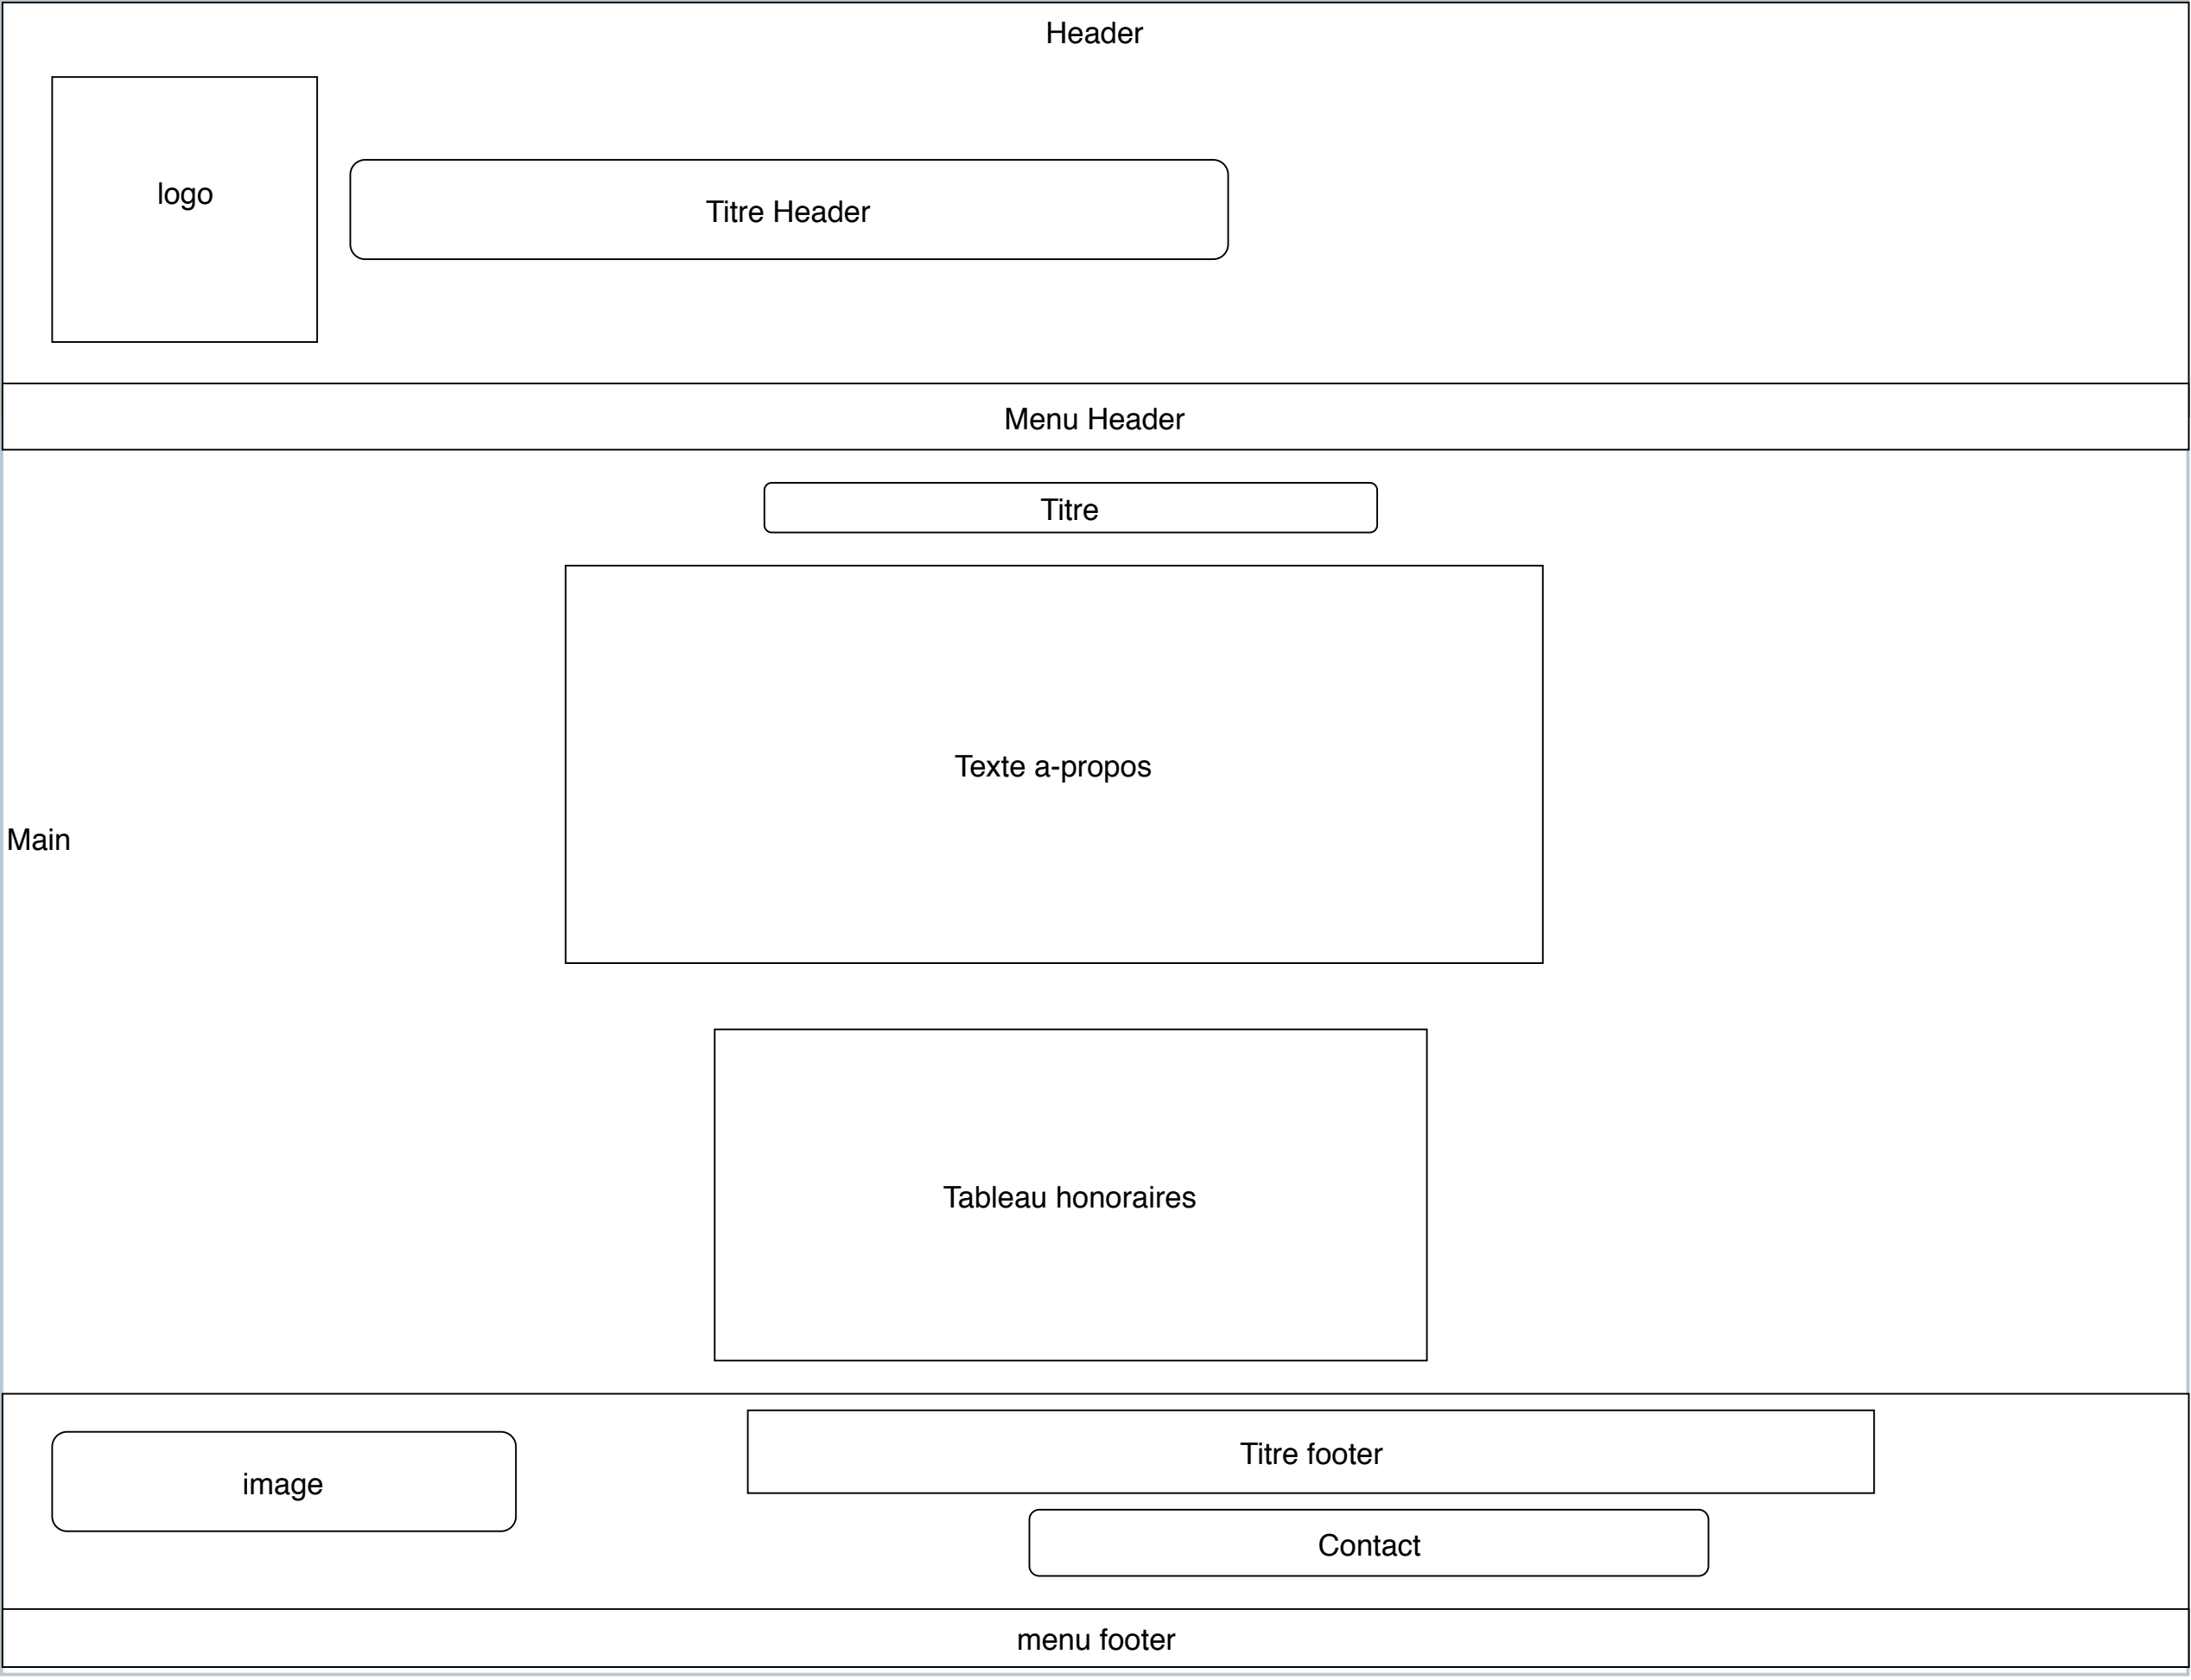 Header
logo
Titre Header
Menu Header
Titre
Texte a-propos
Main
Tableau honoraires
Titre footer
image
Contact
menu footer